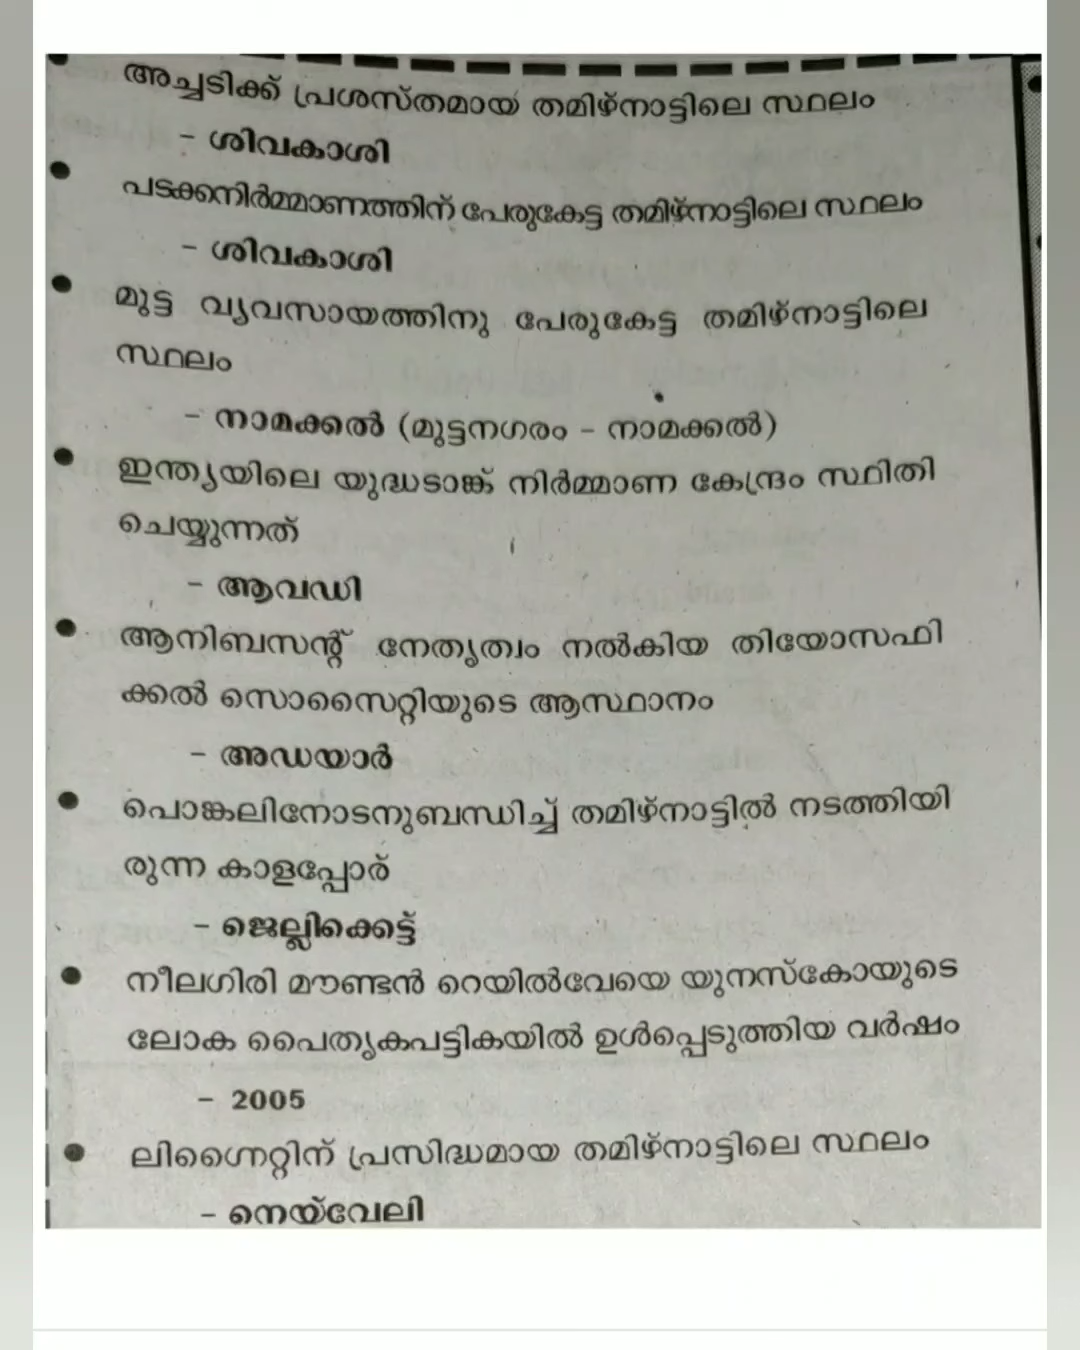 അച്ചടിക്ക് പ്രശസ്തമായ തമിഴ്നാട്ടിലെ സ്ഥലം
– ശിവകാശി
പടക്കനിർമ്മാണത്തിന് പേരുകേട്ട തമിഴ്നാട്ടിലെ സ്ഥലം
– ശിവകാശി
മുട്ട വ്യവസായത്തിനു പേരുകേട്ട തമിഴ്നാട്ടിലെ
സ്ഥലം
– നാമക്കൽ (മുട്ടനഗരം – നാമക്കൽ)
ഇന്ത്യയിലെ യുദ്ധടാങ്ക് നിർമ്മാണ കേന്ദ്രം സ്ഥിതി
ചെയ്യുന്നത്
– ആവഡി
ആനിബസന്റ് നേതൃത്വം നൽകിയ തിയോസഫി
ക്കൽ സൊസൈറ്റിയുടെ ആസ്ഥാനം
– അഡയാർ
പൊങ്കലിനോടനുബന്ധിച്ച് തമിഴ്നാട്ടിൽ നടത്തിയി
രുന്ന കാളപ്പോര്
– ജെല്ലിക്കെട്ട്
നീലഗിരി മൗണ്ടൻ റെയിൽവേയെ യുനസ്കോയുടെ
ലോക പൈതൃകപട്ടികയിൽ ഉൾപ്പെടുത്തിയ വർഷം
– 2005
ലിഗ്നൈറ്റിന് പ്രസിദ്ധമായ തമിഴ്നാട്ടിലെ സ്ഥലം
– നെയ്‌വേലി